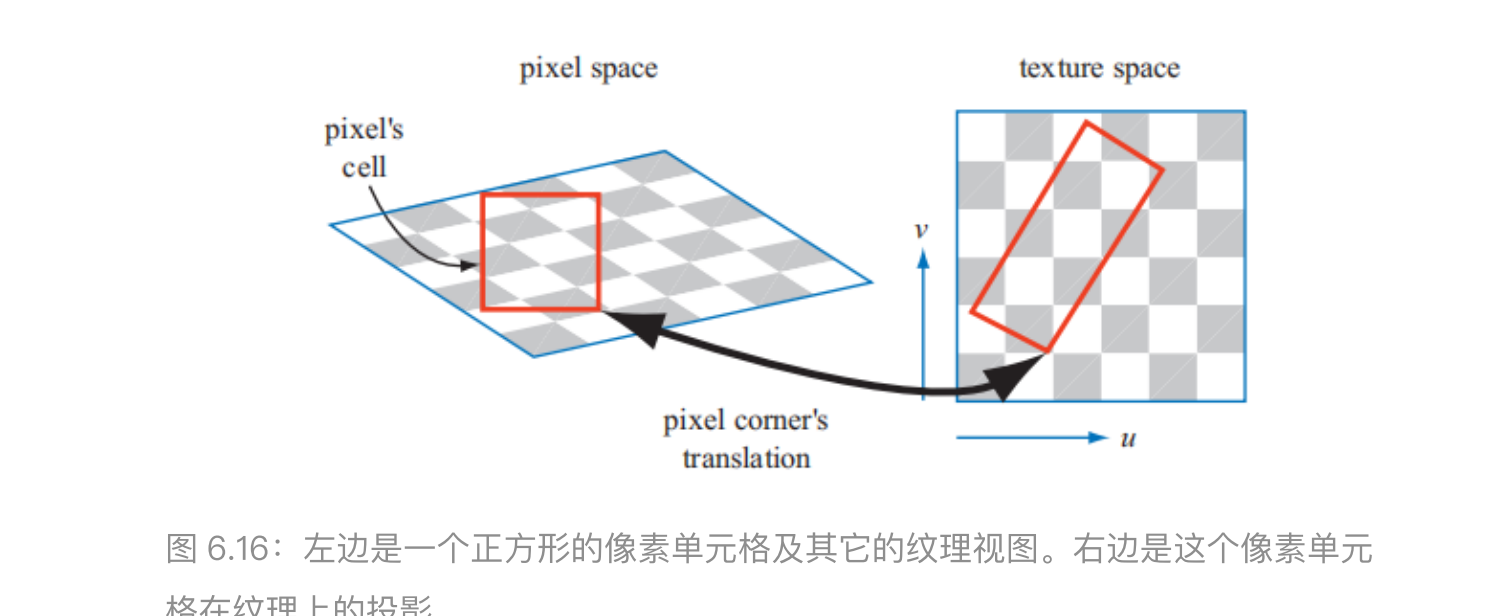 pixel space
texture space
pixel's
cell
v
pixel corner's
translation
u
图 6.16：左边是一个正方形的像素单元格及其它的纹理视图。右边是这个像素单元
格在纹理上的投影